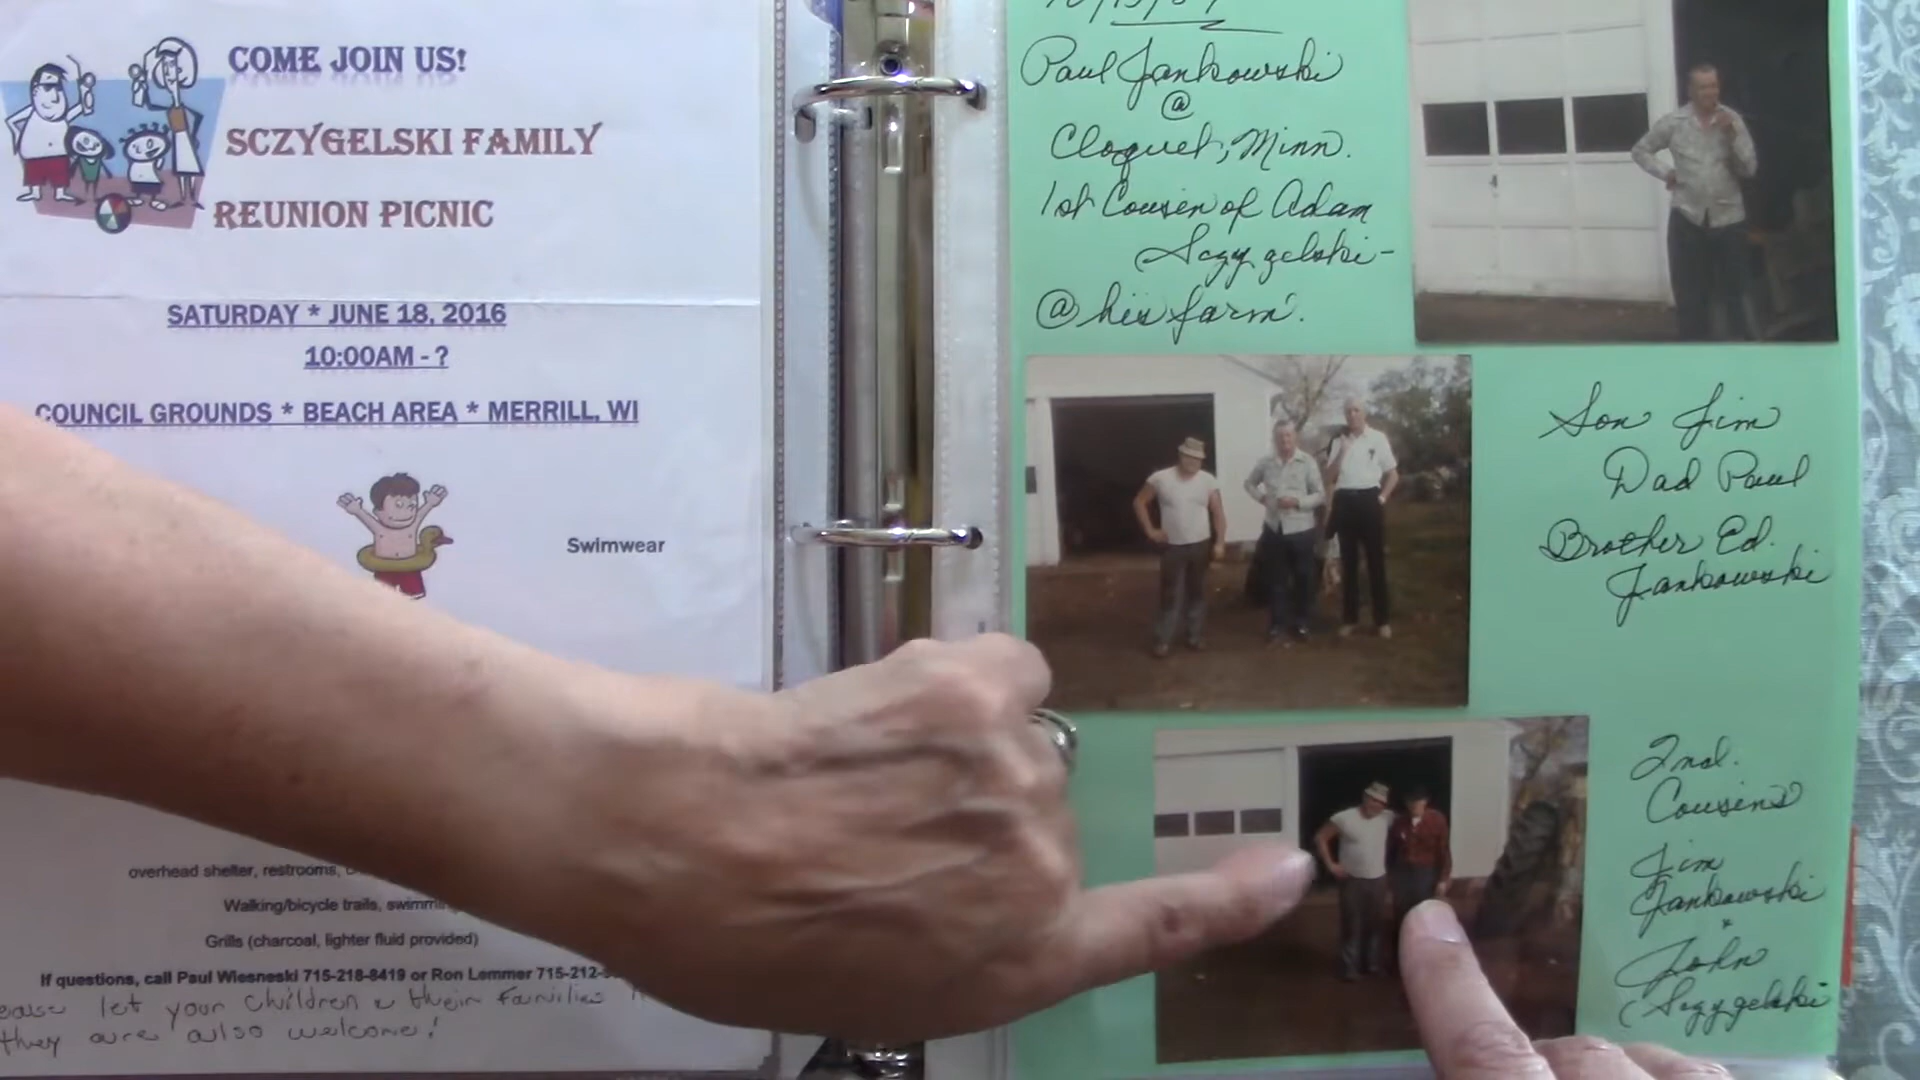 COME JOIN US!
SCZYGELSKI FAMILY
REUNION PICNIC
SATURDAY * JUNE 18, 2016
10:00AM - ?
COUNCIL GROUNDS * BEACH AREA * MERRILL, WI
Swimwear
overhead shelter, restrooms,
Walking/bicycle trails,
Grills (charcoal, lighter fluid provided)
If questions, call Paul Wiesneski 715-218-8419 or Ron Lemmer 715-212-
let your children & their families
they are also welcome!
Paul Jankowski
@
Cloquet, Minn.
1st Cousin of Adam
Sczygelski-
@ his farm.
Son Jim
Dad Paul
Brother Ed.
Jankowski
2nd.
Cousins
Jim
Jankowski
+
John
Sczygelski